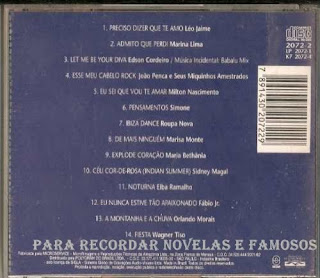 1. PRECISO DIZER QUE TE AMO Léo Jaime
2. ADMITO QUE PERDI Marina Lima
3. LET ME BE YOUR DIVA Edson Cordeiro / Música Incidental: Babalu Mix
4. ESSE MEU CABELO ROCK João Penca e Seus Miquinhos Amestrados
5. EU SEI QUE VOU TE AMAR Milton Nascimento
6. PENSAMENTOS Simone
7. IBIZA DANCE Roupa Nova
8. DE MAIS NINGUÉM Marisa Monte
9. EXPLODE CORAÇÃO Maria Bethânia
10. CÉU COR-DE-ROSA (INDIAN SUMMER) Sidney Magal
11. NOTURNA Elba Ramalho
12. EU NUNCA ESTIVE TÃO APAIXONADO Fábio Jr.
13. A MONTANHA E A CHUVA Orlando Morais
14. FIESTA Wagner Tiso
2072-2
LP 2072-1
K7 2072-4
7891430207229
PARA RECORDAR NOVELAS E FAMOSOS